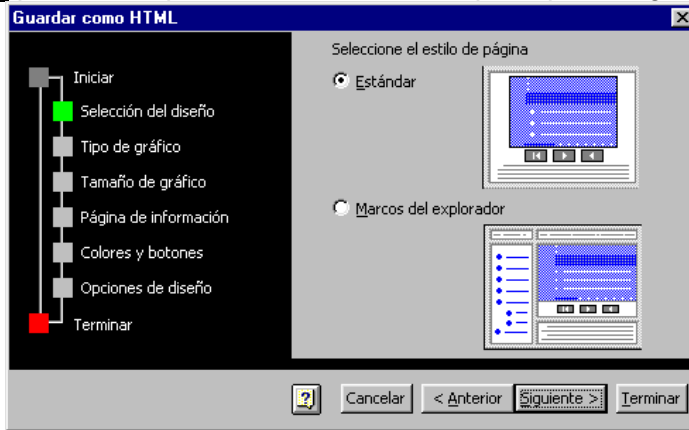 Guardar como HTML
Iniciar
Selección del diseño
Tipo de gráfico
Tamaño de gráfico
Página de información
Colores y botones
Opciones de diseño
Terminar
Seleccione el estilo de página
Estándar
Marcos del explorador
Cancelar
< Anterior
Siguiente >
Terminar